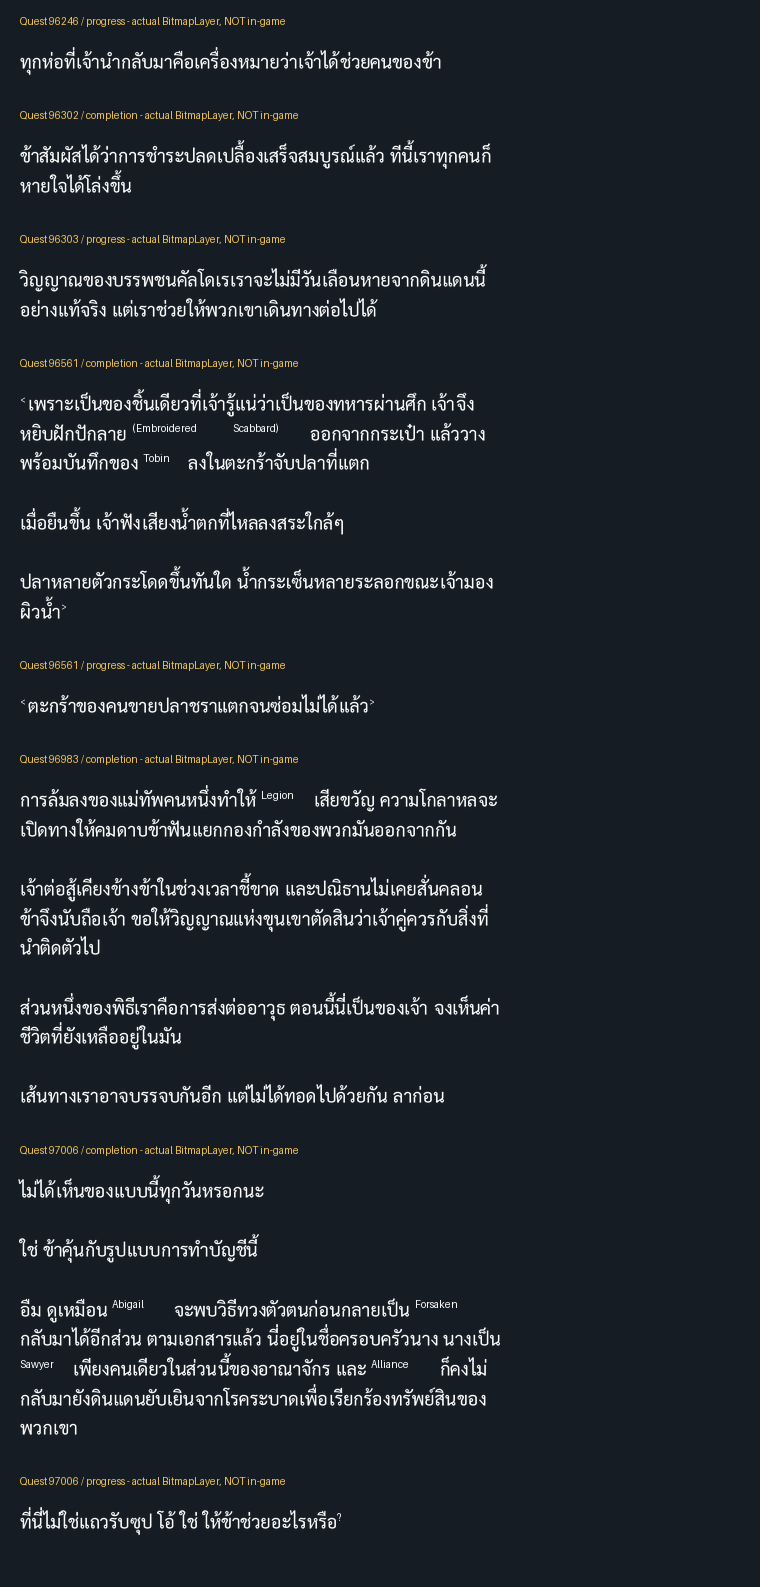 Quest 96246 / progress - actual BitmapLayer, NOT in-game
ทุกห่อที่เจ้านำกลับมาคือเครื่องหมายว่าเจ้าได้ช่วยคนของข้า
Quest 96302 / completion - actual BitmapLayer, NOT in-game
ข้าสัมผัสได้ว่าการชำระปลดเปลื้องเสร็จสมบูรณ์แล้ว ทีนี้เราทุกคนก็
หายใจได้โล่งขึ้น
Quest 96303 / progress - actual BitmapLayer, NOT in-game
วิญญาณของบรรพชนคัลโดเรเราจะไม่มีวันเลือนหายจากดินแดนนี้
อย่างแท้จริง แต่เราช่วยให้พวกเขาเดินทางต่อไปได้
Quest 96561 / completion - actual BitmapLayer, NOT in-game
<เพราะเป็นของชิ้นเดียวที่เจ้ารู้แน่ว่าเป็นของทหารผ่านศึก เจ้าจึง
หยิบฝักปักลาย (Embroidered Scabbard) ออกจากกระเป๋า แล้ววาง
พร้อมบันทึกของ Tobin ลงในตะกร้าจับปลาที่แตก
เมื่อยืนขึ้น เจ้าฟังเสียงน้ำตกที่ไหลลงสระใกล้ๆ
ปลาหลายตัวกระโดดขึ้นทันใด น้ำกระเซ็นหลายระลอกขณะเจ้ามอง
ผิวน้ำ>
Quest 96561 / progress - actual BitmapLayer, NOT in-game
<ตะกร้าของคนขายปลาชราแตกจนซ่อมไม่ได้แล้ว>
Quest 96983 / completion - actual BitmapLayer, NOT in-game
การล้มลงของแม่ทัพคนหนึ่งทำให้ Legion เสียขวัญ ความโกลาหลจะ
เปิดทางให้คมดาบข้าฟันแยกกองกำลังของพวกมันออกจากกัน
เจ้าต่อสู้เคียงข้างข้าในช่วงเวลาชี้ขาด และปณิธานไม่เคยสั่นคลอน
ข้าจึงนับถือเจ้า ขอให้วิญญาณแห่งขุนเขาตัดสินว่าเจ้าคู่ควรกับสิ่งที่
นำติดตัวไป
ส่วนหนึ่งของพิธีเราคือการส่งต่ออาวุธ ตอนนี้นี่เป็นของเจ้า จงเห็นค่า
ชีวิตที่ยังเหลืออยู่ในมัน
เส้นทางเราอาจบรรจบกันอีก แต่ไม่ได้ทอดไปด้วยกัน ลาก่อน
Quest 97006 / completion - actual BitmapLayer, NOT in-game
ไม่ได้เห็นของแบบนี้ทุกวันหรอกนะ
ใช่ ข้าคุ้นกับรูปแบบการทำบัญชีนี้
อืม ดูเหมือน Abigail จะพบวิธีทวงตัวตนก่อนกลายเป็น Forsaken
กลับมาได้อีกส่วน ตามเอกสารแล้ว นี่อยู่ในชื่อครอบครัวนาง นางเป็น
Sawyer เพียงคนเดียวในส่วนนี้ของอาณาจักร และ Alliance ก็คงไม่
กลับมายังดินแดนยับเยินจากโรคระบาดเพื่อเรียกร้องทรัพย์สินของ
พวกเขา
Quest 97006 / progress - actual BitmapLayer, NOT in-game
ที่นี่ไม่ใช่แถวรับซุป โอ้ ใช่ ให้ข้าช่วยอะไรหรือ?